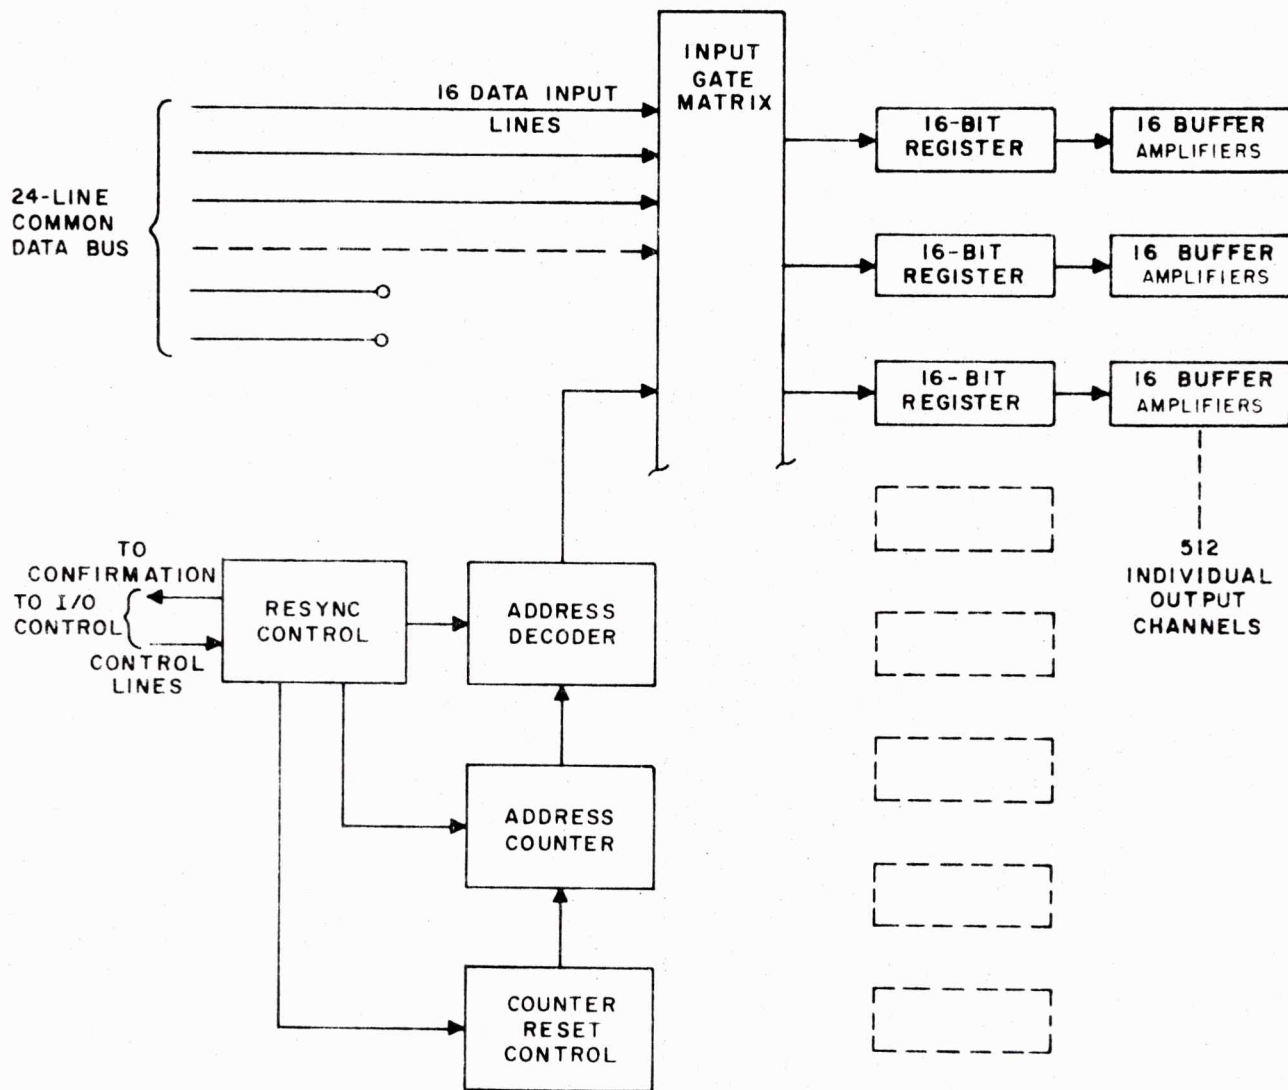 INPUT
GATE
MATRIX
16 DATA INPUT
LINES
24-LINE
COMMON
DATA BUS
16-BIT
REGISTER
16 BUFFER
AMPLIFIERS
16-BIT
REGISTER
16 BUFFER
AMPLIFIERS
16-BIT
REGISTER
16 BUFFER
AMPLIFIERS
512
INDIVIDUAL
OUTPUT
CHANNELS
TO
CONFIRMATION
TO I/O
CONTROL
CONTROL
LINES
RESYNC
CONTROL
ADDRESS
DECODER
ADDRESS
COUNTER
COUNTER
RESET
CONTROL